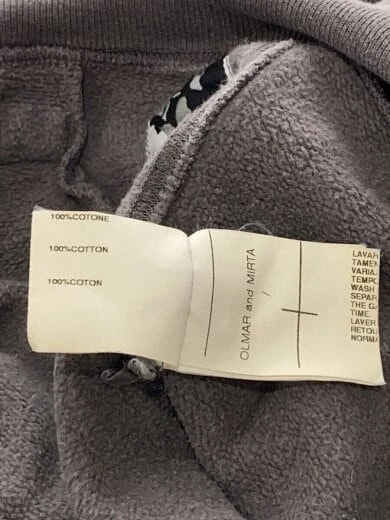 100%COTONE
100%COTTON
100%COTON
OLMAR and MIRTA
LAVAR
TAMEN
VARIA
TEMPO
WASH
SEPAR
THE GA
TIME.
LAVER
RETOU
NORMA